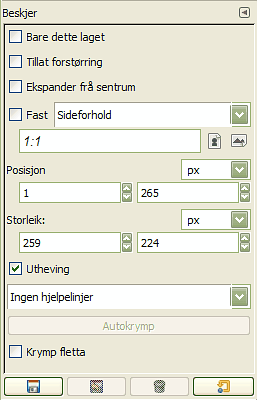 Beskjer
Bare dette laget
Tillat forstørring
Ekspander frå sentrum
Fast Sideforhold
1:1
Posisjon px
1 265
Storleik: px
259 224
Utheving
Ingen hjelpelinjer
Autokrymp
Krymp fletta